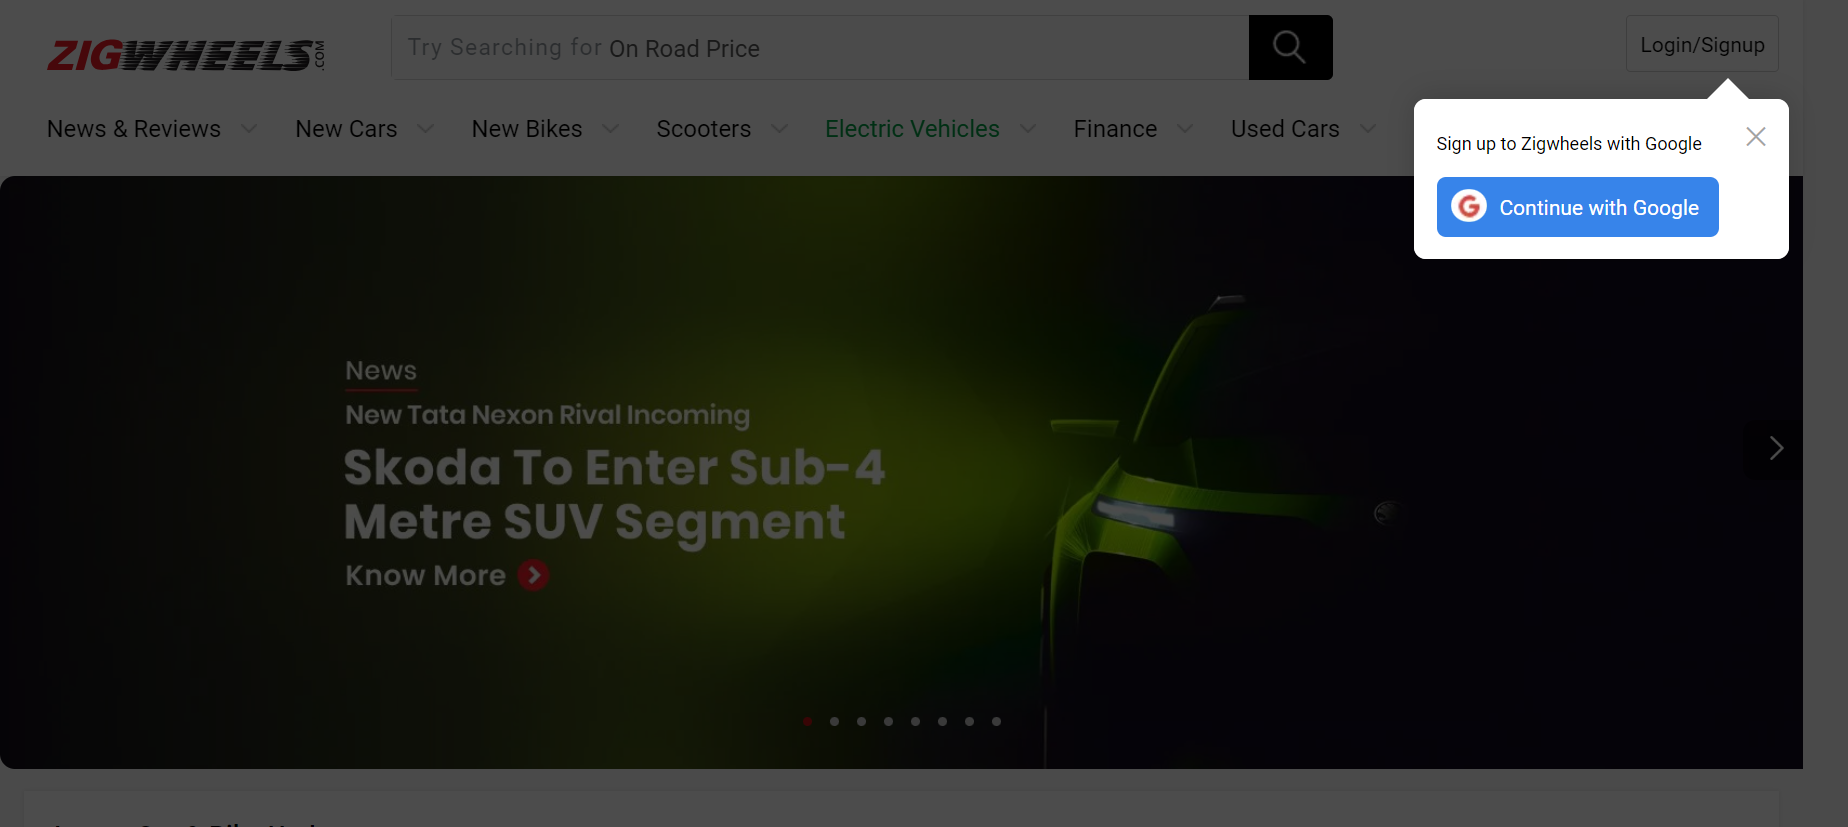 ZIGWHEELS.COM
Try Searching for On Road Price
Login/Signup
News & Reviews
New Cars
New Bikes
Scooters
Electric Vehicles
Finance
Used Cars
Sign up to Zigwheels with Google
Continue with Google
News
New Tata Nexon Rival Incoming
Skoda To Enter Sub-4
Metre SUV Segment
Know More